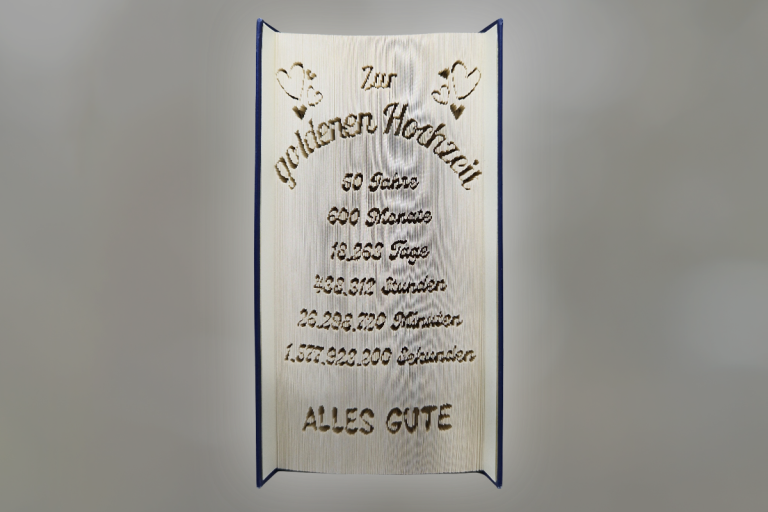 Zur
goldenen Hochzeit
50 Jahre
600 Monate
18.263 Tage
438.312 Stunden
26.298.720 Minuten
1.577.923.200 Sekunden
ALLES GUTE